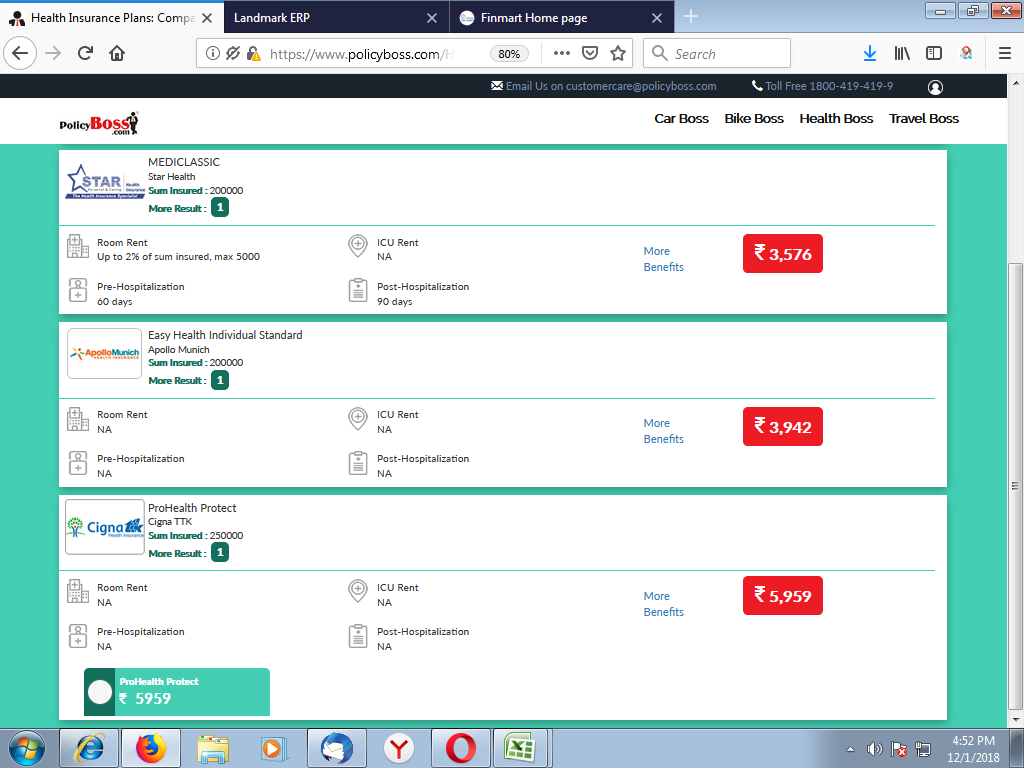 Health Insurance Plans: Compa
Landmark ERP
Finmart Home page
https://www.policyboss.com/H
80%
Search
Email Us on customercare@policyboss.com
Toll Free 1800-419-419-9
PolicyBoss
.com
Car Boss
Bike Boss
Health Boss
Travel Boss
STAR Health Insurance
Personal & Caring
The Health Insurance Specialist
MEDICLASSIC
Star Health
Sum Insured : 200000
More Result : 1
Room Rent
Up to 2% of sum insured, max 5000
ICU Rent
NA
More
Benefits
₹ 3,576
Pre-Hospitalization
60 days
Post-Hospitalization
90 days
ApolloMunich
HEALTH INSURANCE
Easy Health Individual Standard
Apollo Munich
Sum Insured : 200000
More Result : 1
Room Rent
NA
ICU Rent
NA
More
Benefits
₹ 3,942
Pre-Hospitalization
NA
Post-Hospitalization
NA
Cigna TTK
Health Insurance
ProHealth Protect
Cigna TTK
Sum Insured : 250000
More Result : 1
Room Rent
NA
ICU Rent
NA
More
Benefits
₹ 5,959
Pre-Hospitalization
NA
Post-Hospitalization
NA
ProHealth Protect
₹ 5959
4:52 PM
12/1/2018